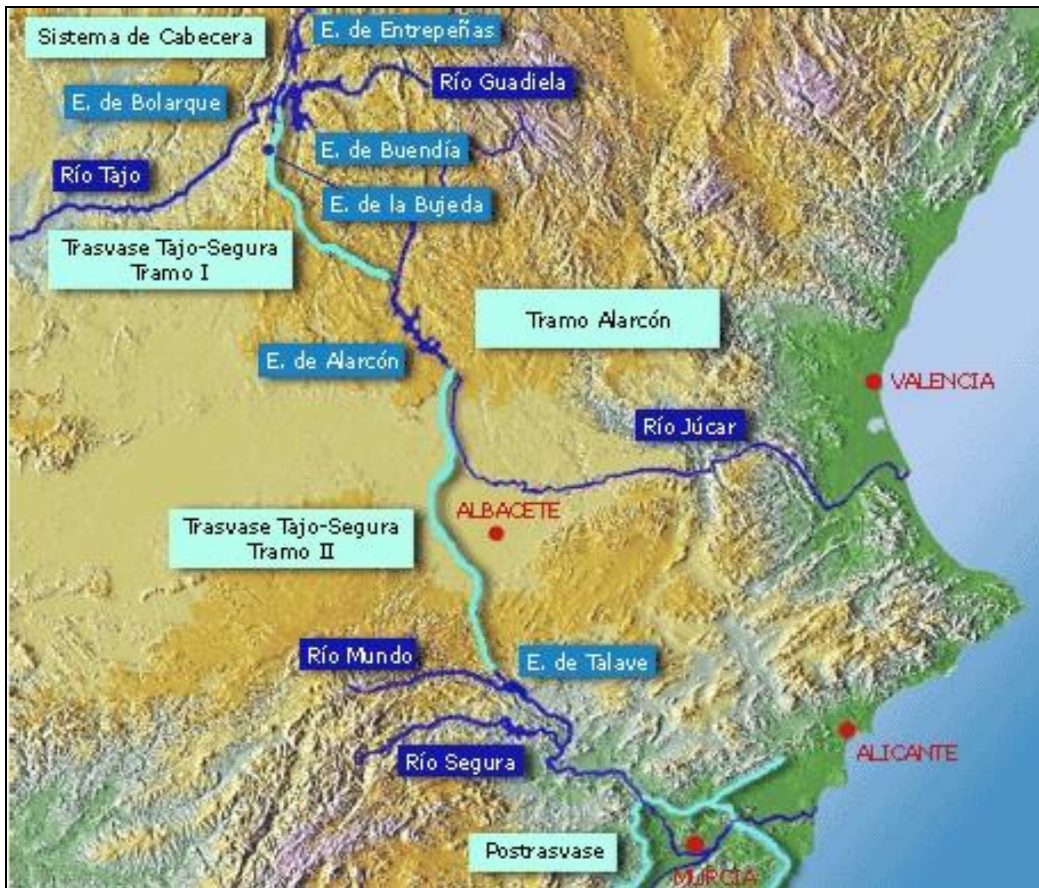 E. de Entrepeñas
Sistema de Cabecera
Río Guadiela
E. de Bolarque
E. de Buendía
Río Tajo
E. de la Bujeda
Trasvase Tajo-Segura
Tramo I
Tramo Alarcón
E. de Alarcón
VALENCIA
Río Júcar
ALBACETE
Trasvase Tajo-Segura
Tramo II
Río Mundo
E. de Talave
ALICANTE
Río Segura
Postrasvase
MURCIA